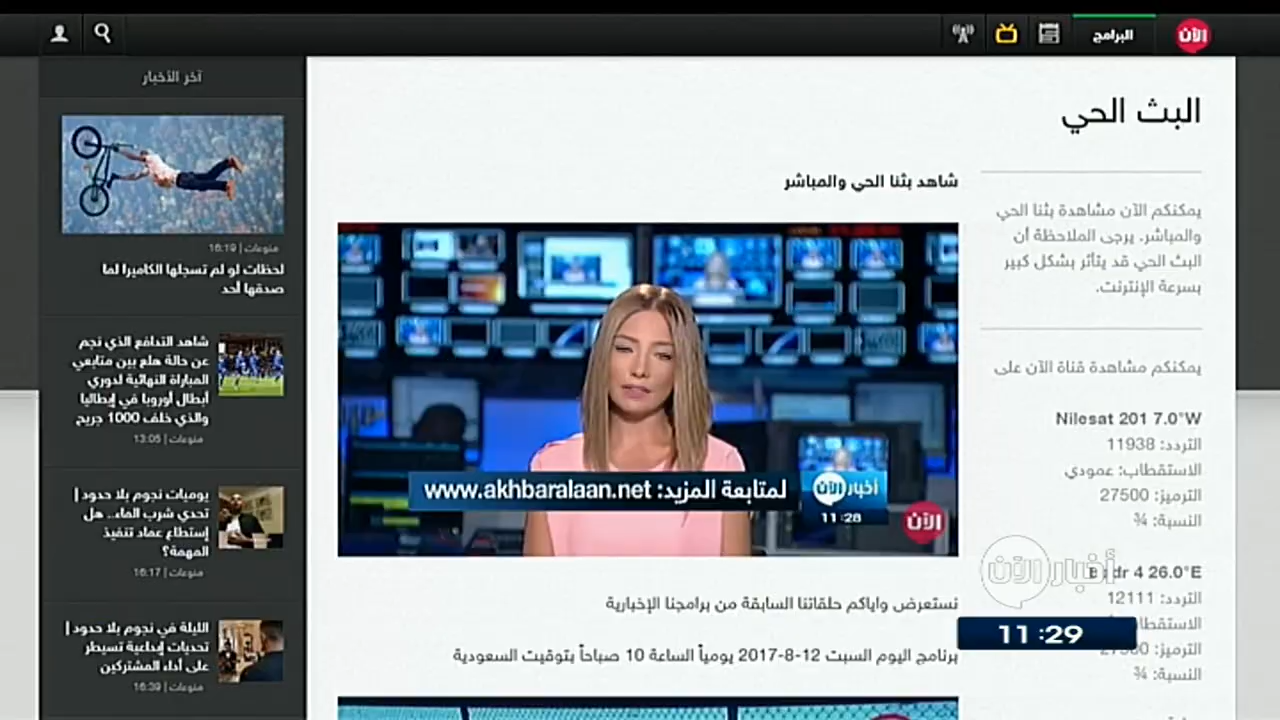 الآن
البرامج
البث الحي
يمكنكم الآن مشاهدة بثنا الحي
والمباشر. يرجى الملاحظة أن
البث الحي قد يتأثر بشكل كبير
بسرعة الإنترنت.
يمكنكم مشاهدة قناة الآن على
Nilesat 201 7.0°W
التردد: 11938
الاستقطاب: عمودي
الترميز: 27500
النسبة: ¾
4 26.0°E
التردد: 12111
الترميز:
النسبة: ¾
أخبار الآن
11:29
شاهد بثنا الحي والمباشر
لمتابعة المزيد: www.akhbaralaan.net
أخبار الآن
11:28
الآن
نستعرض واياكم حلقاتنا السابقة من برامجنا الإخبارية
برنامج اليوم السبت 12-8-2017 يومياً الساعة 10 صباحاً بتوقيت السعودية
آخر الأخبار
منوعات | 16:19
لحظات لو لم تسجلها الكاميرا لما
صدقها أحد
شاهد التدافع الذي نجم
عن حالة هلع بين متابعي
المباراة النهائية لدوري
أبطال أوروبا في إيطاليا
والذي خلف 1000 جريح
منوعات | 13:05
يوميات نجوم بلا حدود |
تحدي شرب الماء.. هل
إستطاع عماد تنفيذ
المهمة؟
منوعات | 16:17
الليلة في نجوم بلا حدود |
تحديات إبداعية تسيطر
على أداء المشتركين
منوعات | 16:39